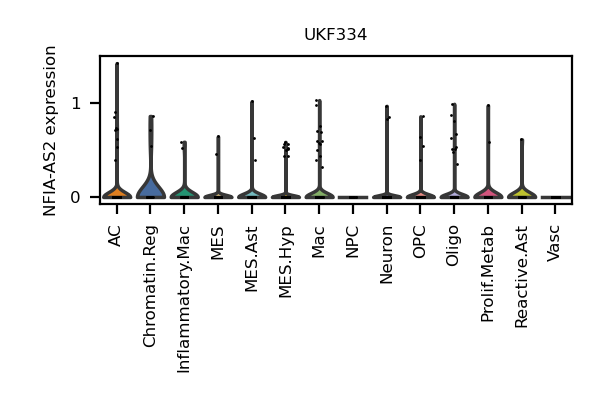 UKF334
NFIA-AS2 expression
1
0
AC
Chromatin.Reg
Inflammatory.Mac
MES
MES.Ast
MES.Hyp
Mac
NPC
Neuron
OPC
Oligo
Prolif.Metab
Reactive.Ast
Vasc